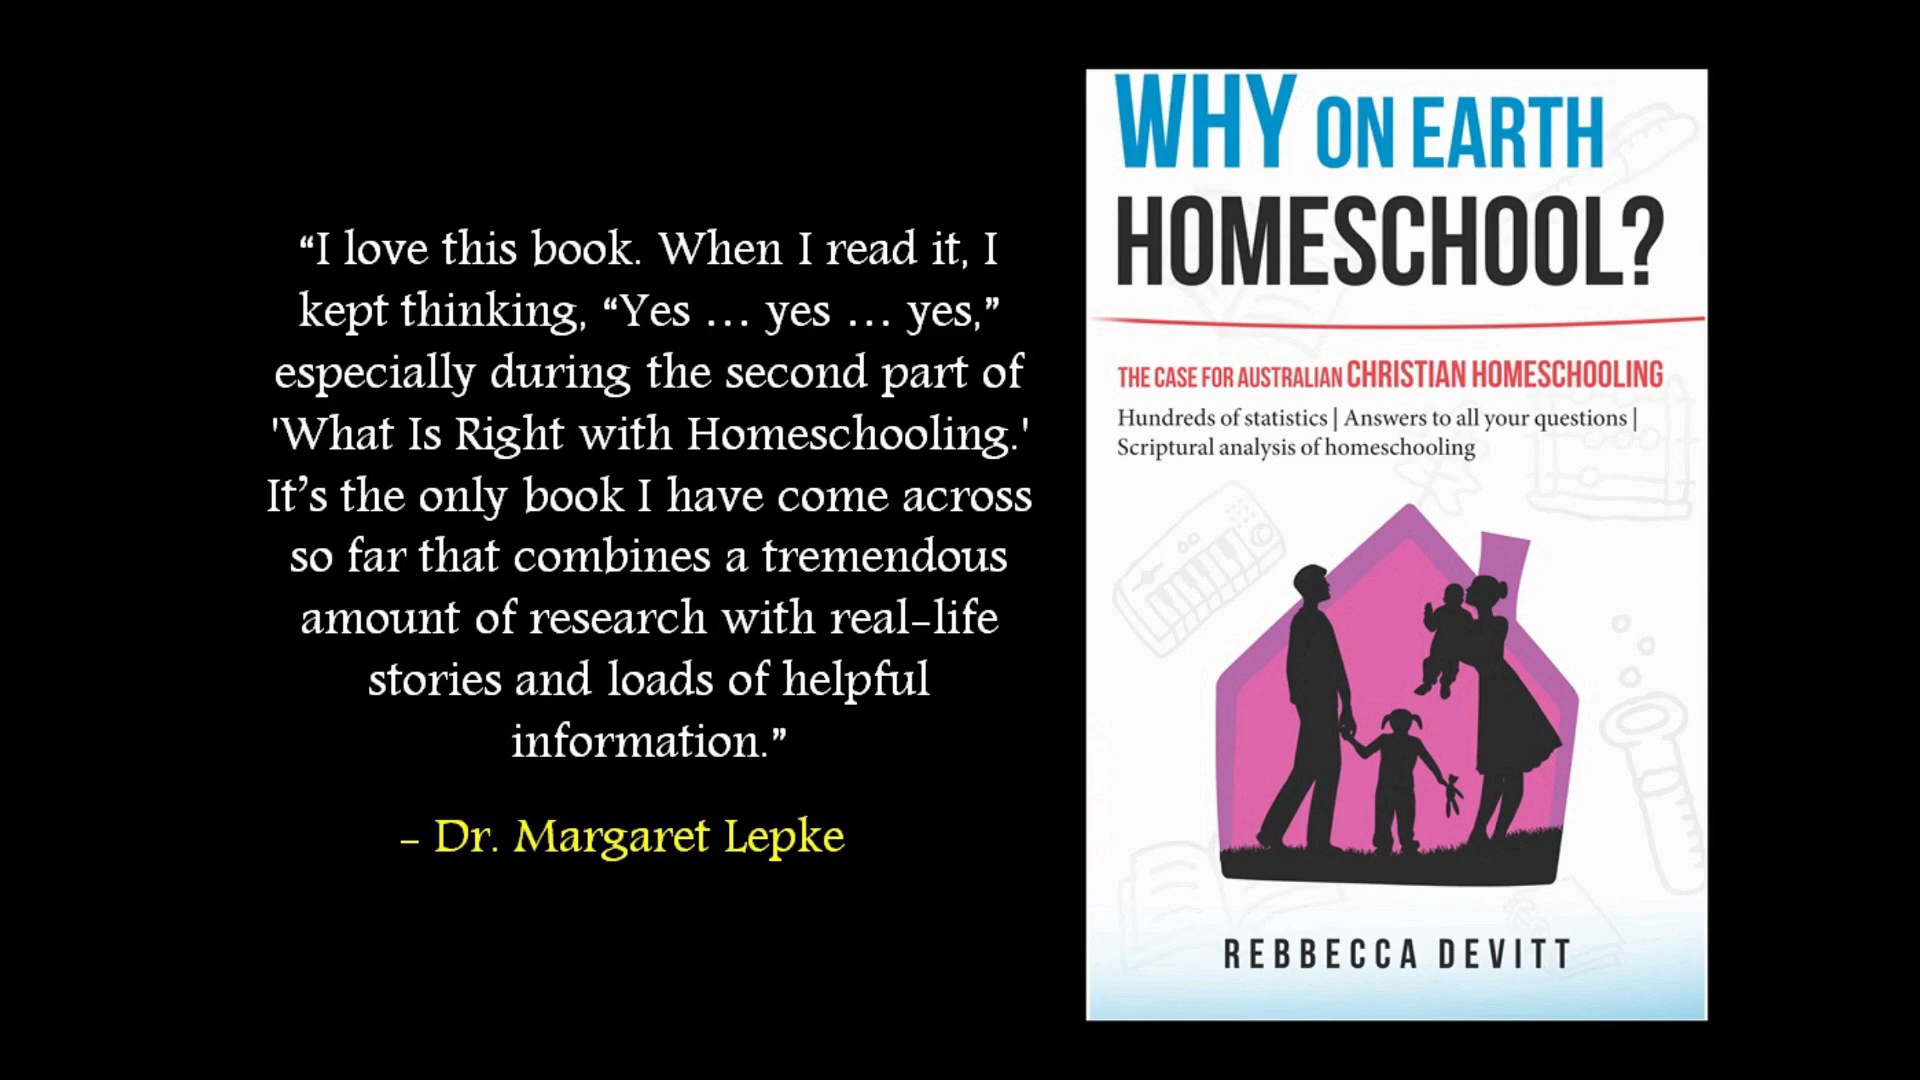 “I love this book. When I read it, I
kept thinking, “Yes … yes … yes,”
especially during the second part of
'What Is Right with Homeschooling.'
It’s the only book I have come across
so far that combines a tremendous
amount of research with real-life
stories and loads of helpful
information.”
– Dr. Margaret Lepke
WHY ON EARTH
HOMESCHOOL?
THE CASE FOR AUSTRALIAN CHRISTIAN HOMESCHOOLING
Hundreds of statistics | Answers to all your questions |
Scriptural analysis of homeschooling
REBBECCA DEVITT